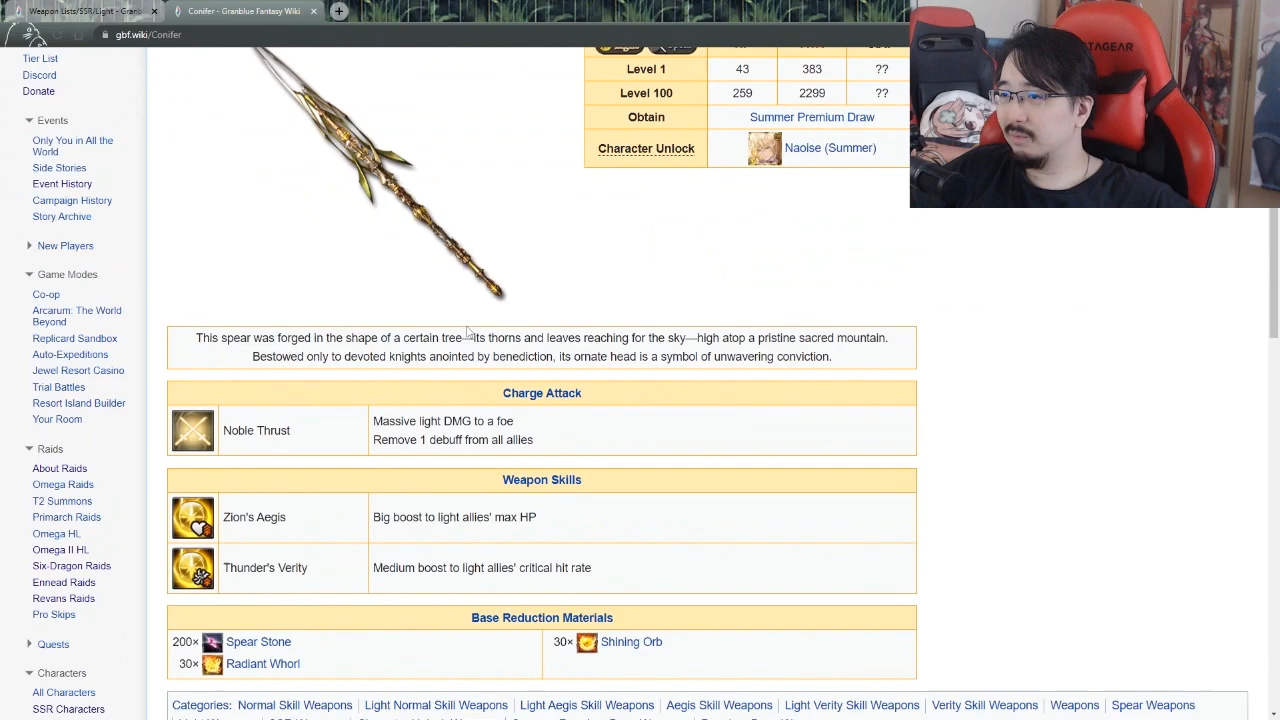 Weapon Lists/SSR/Light - Granbl
Conifer - Granblue Fantasy Wiki
gbf.wiki/Conifer
Tier List
Discord
Donate
Events
Only You in All the
World
Side Stories
Event History
Campaign History
Story Archive
New Players
Game Modes
Co-op
Arcarum: The World
Beyond
Replicard Sandbox
Auto-Expeditions
Jewel Resort Casino
Trial Battles
Resort Island Builder
Your Room
Raids
About Raids
Omega Raids
T2 Summons
Primarch Raids
Omega HL
Omega II HL
Six-Dragon Raids
Ennead Raids
Revans Raids
Pro Skips
Quests
Characters
All Characters
SSR Characters
Level 1 43 383 ??
Level 100 259 2299 ??
Obtain Summer Premium Draw
Character Unlock Naoise (Summer)
TAGEAR
This spear was forged in the shape of a certain tree—its thorns and leaves reaching for the sky—high atop a pristine sacred mountain.
Bestowed only to devoted knights anointed by benediction, its ornate head is a symbol of unwavering conviction.
Charge Attack
Noble Thrust
Massive light DMG to a foe
Remove 1 debuff from all allies
Weapon Skills
Zion's Aegis Big boost to light allies' max HP
Thunder's Verity Medium boost to light allies' critical hit rate
Base Reduction Materials
200× Spear Stone 30× Shining Orb
30× Radiant Whorl
Categories: Normal Skill Weapons | Light Normal Skill Weapons | Light Aegis Skill Weapons | Aegis Skill Weapons | Light Verity Skill Weapons | Verity Skill Weapons | Weapons | Spear Weapons